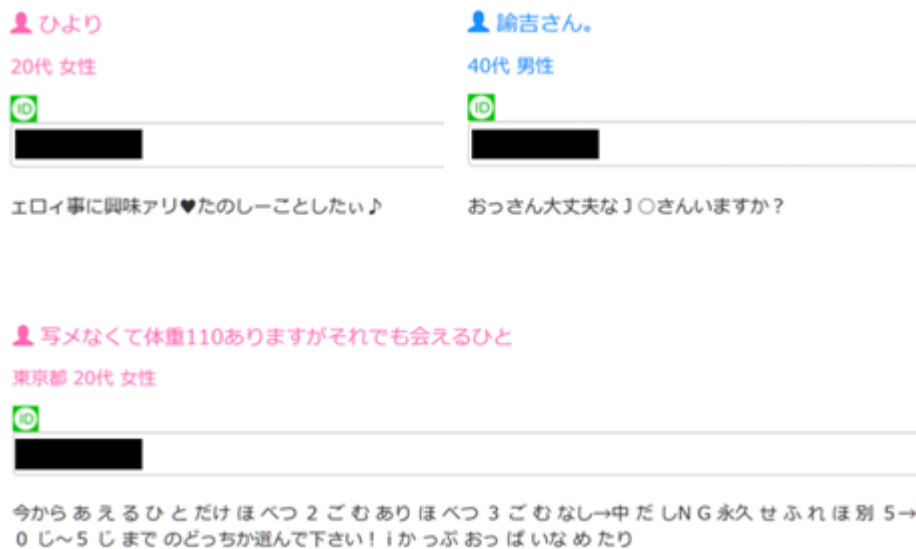 ひより
20代 女性
ID
ェロィ事に興味ァリ♥たのしーことしたぃ♪
諭吉さん。
40代 男性
ID
おっさん大丈夫なJ○さんいますか?
写メなくて体重110ありますがそれでも会えるひと
東京都 20代 女性
ID
今から あ え る ひ と だけ ほ べつ 2 ご む あり ほ べつ 3 ご む なし→中 だ しN G 永久 せ ふ れ ほ 別 5→
0 じ～5 じ まで のどっちか選んで下さい! i か っぷ おっ ぱ いな め たり